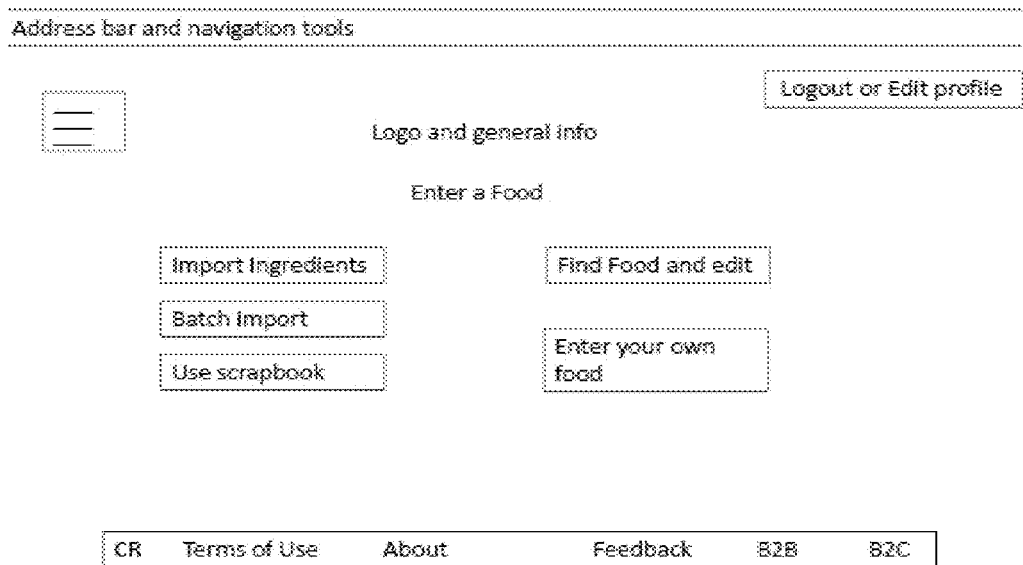 Address bar and navigation tools
Logout or Edit profile
Logo and general info
Enter a Food
Import Ingredients
Find Food and edit
Batch Import
Enter your own
food
Use scrapbook
CR Terms of Use About Feedback B2B B2C